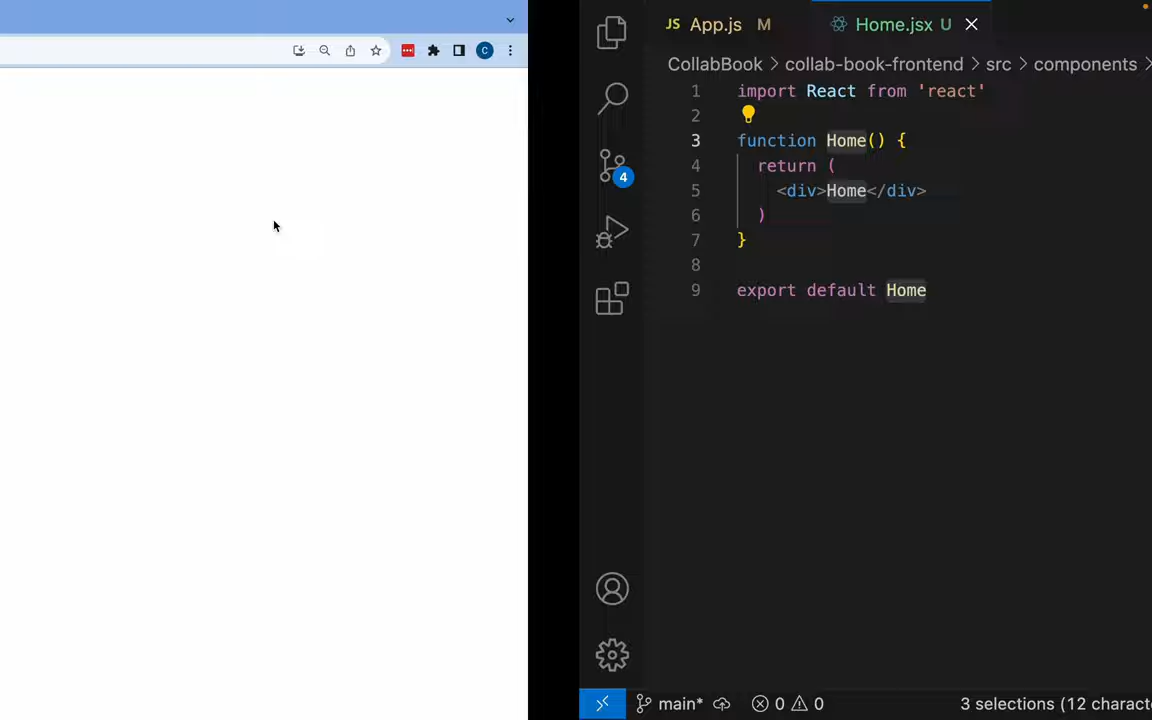 C
JS App.js M
Home.jsx U
CollabBook > collab-book-frontend > src > components >
1 import React from 'react'
2
3 function Home() {
4 return (
5 <div>Home</div>
6 )
7 }
8
9 export default Home
4
main* 0 0 3 selections (12 characte